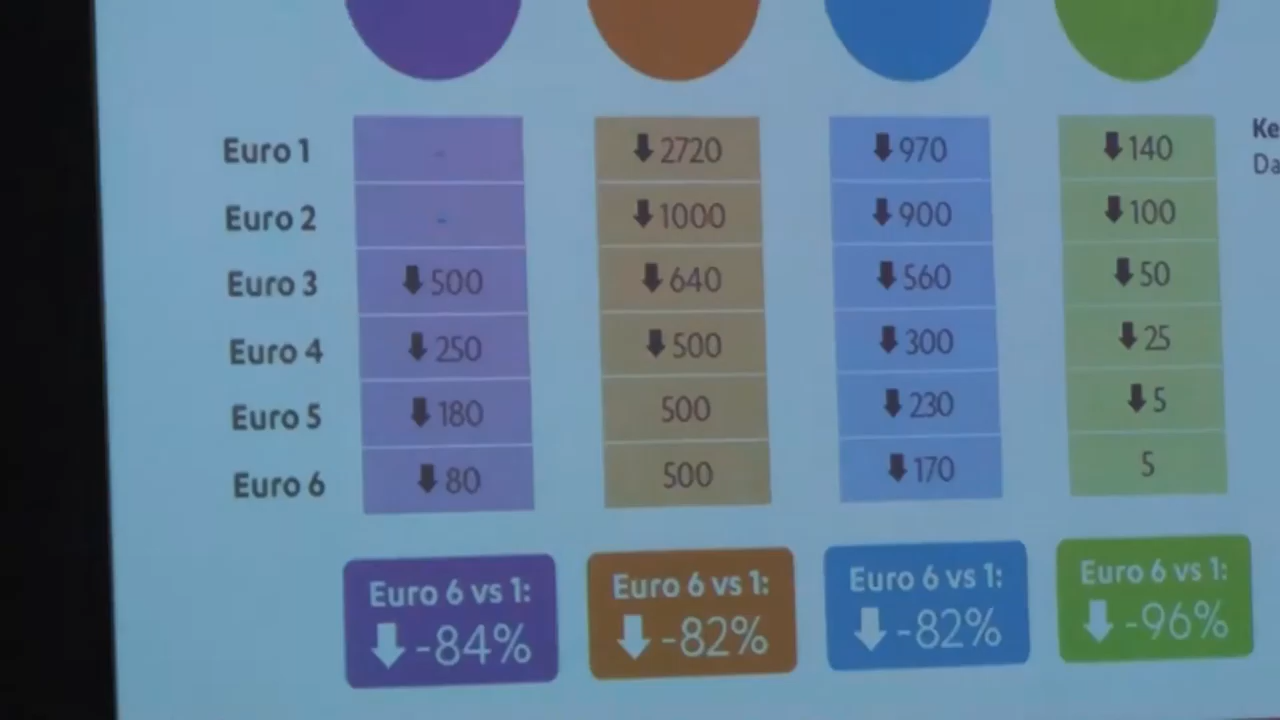 Euro 1 - 2720 970 140
Euro 2 - 1000 900 100
Euro 3 500 640 560 50
Euro 4 250 500 300 25
Euro 5 180 500 230 5
Euro 6 80 500 170 5
Euro 6 vs 1: Euro 6 vs 1: Euro 6 vs 1: Euro 6 vs 1:
-84% -82% -82% -96%